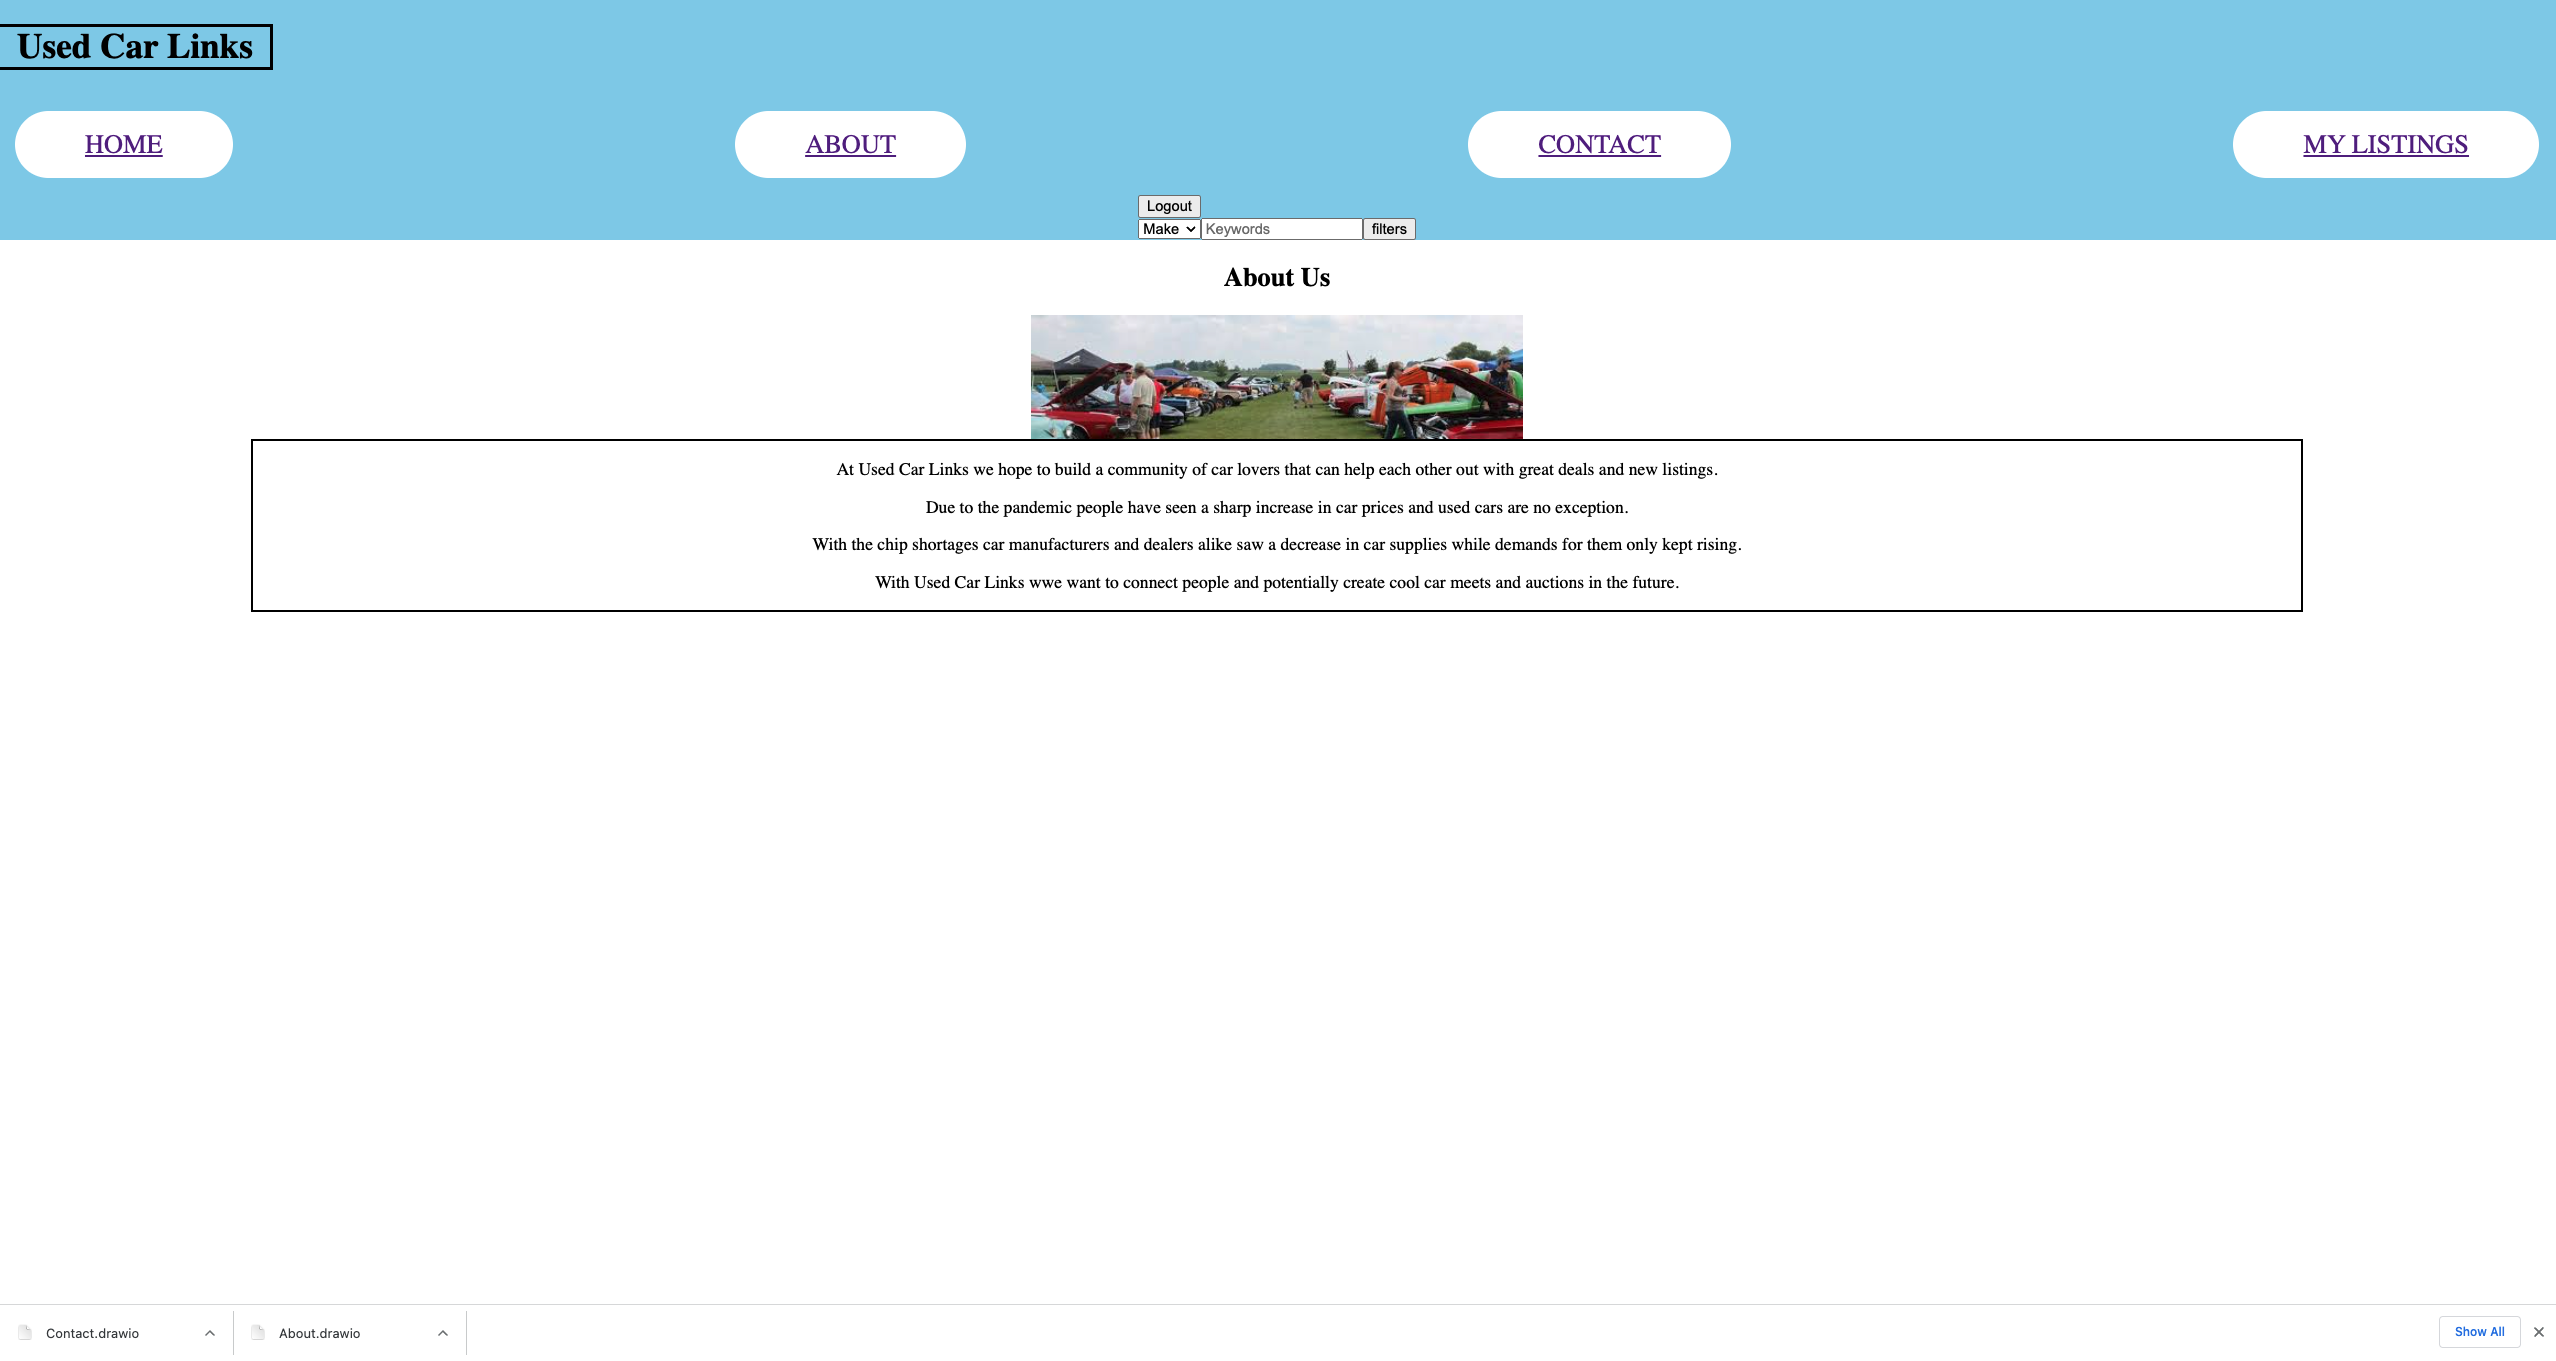 Used Car Links
HOME ABOUT CONTACT MY LISTINGS
Logout
Make Keywords filters
About Us
At Used Car Links we hope to build a community of car lovers that can help each other out with great deals and new listings.
Due to the pandemic people have seen a sharp increase in car prices and used cars are no exception.
With the chip shortages car manufacturers and dealers alike saw a decrease in car supplies while demands for them only kept rising.
With Used Car Links wwe want to connect people and potentially create cool car meets and auctions in the future.
Contact.drawio About.drawio Show All